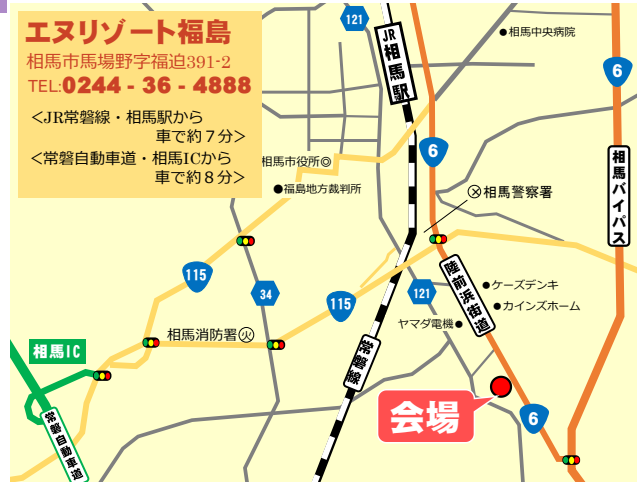 エヌリゾート福島
相馬市馬場野字福迫391-2
TEL:0244 - 36 - 4888
<JR常磐線・相馬駅から
車で約7分>
<常磐自動車道・相馬ICから
車で約8分>
121
JR
相馬駅
相馬中央病院
6
6
相馬市役所◎
福島地方裁判所
相馬バイパス
相馬警察署
115
34
115
121
陸前浜街道
ケーズデンキ
カインズホーム
ヤマダ電機
相馬消防署
火
相馬IC
常磐線
会場
6
常磐自動車道